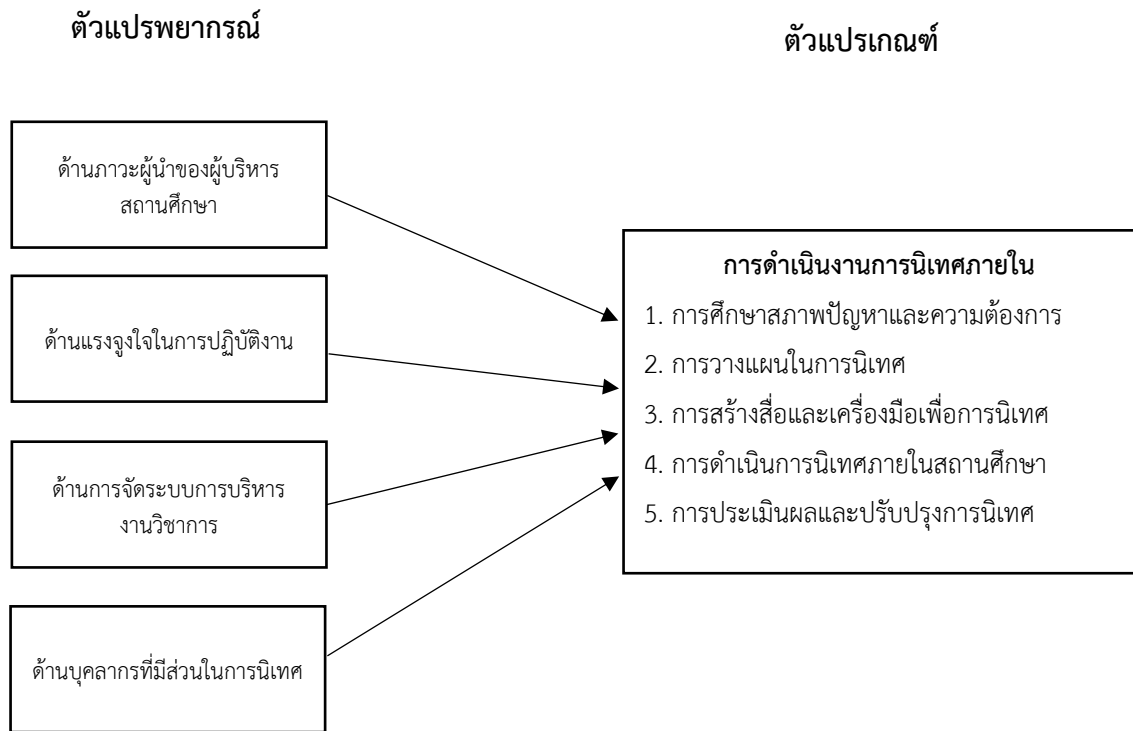 ตัวแปรพยากรณ์
ตัวแปรเกณฑ์
ด้านภาวะผู้นำของผู้บริหาร
สถานศึกษา
ด้านแรงจูงใจในการปฏิบัติงาน
ด้านการจัดระบบการบริหาร
งานวิชาการ
ด้านบุคลากรที่มีส่วนในการนิเทศ
การดำเนินงานการนิเทศภายใน
1. การศึกษาสภาพปัญหาและความต้องการ
2. การวางแผนในการนิเทศ
3. การสร้างสื่อและเครื่องมือเพื่อการนิเทศ
4. การดำเนินการนิเทศภายในสถานศึกษา
5. การประเมินผลและปรับปรุงการนิเทศ